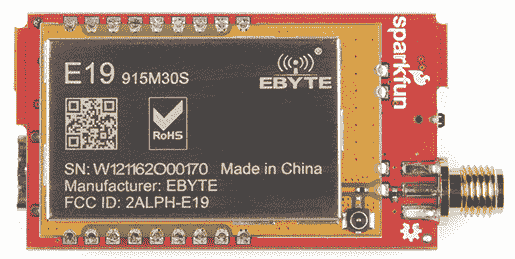 E19 915M30S
EBYTE
RoHS
SN: W121162O00170 Made in China
Manufacturer: EBYTE
FCC ID: 2ALPH-E19
sparkfun